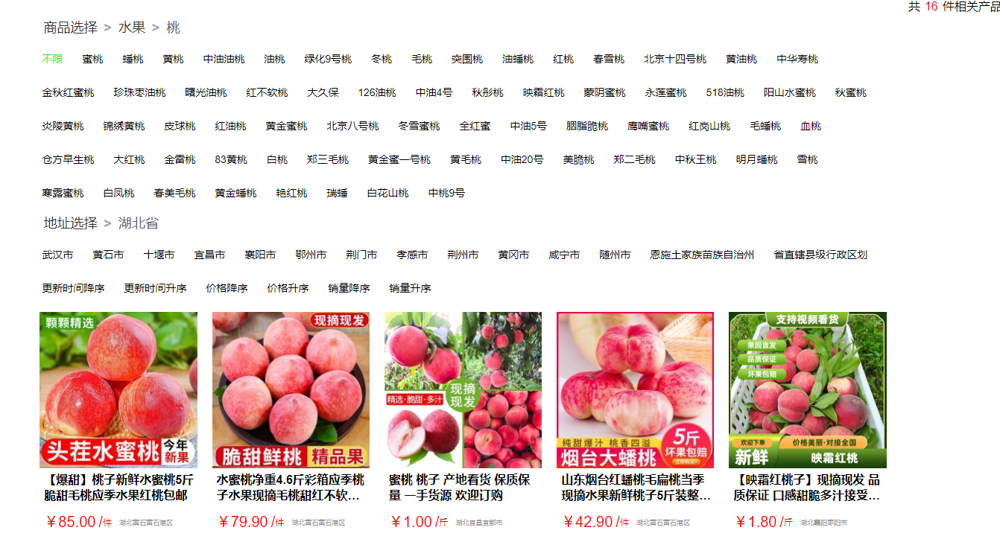 共 16 件相关产品
商品选择 > 水果 > 桃
不限 蜜桃 蟠桃 黄桃 中油油桃 油桃 绿化9号桃 冬桃 毛桃 突围桃 油蟠桃 红桃 春雪桃 北京十四号桃 黄油桃 中华寿桃
金秋红蜜桃 珍珠枣油桃 曙光油桃 红不软桃 大久保 126油桃 中油4号 秋彤桃 映霜红桃 蒙阴蜜桃 永莲蜜桃 518油桃 阳山水蜜桃 秋蜜桃
炎陵黄桃 锦绣黄桃 皮球桃 红油桃 黄金蜜桃 北京八号桃 冬雪蜜桃 全红蜜 中油5号 胭脂脆桃 鹰嘴蜜桃 红岗山桃 毛蟠桃 血桃
仓方早生桃 大红桃 金雷桃 83黄桃 白桃 郑三毛桃 黄金蜜一号桃 黄毛桃 中油20号 美脆桃 郑二毛桃 中秋王桃 明月蟠桃 雪桃
寒露蜜桃 白凤桃 春美毛桃 黄金蟠桃 艳红桃 瑞蟠 白花山桃 中桃9号
地址选择 > 湖北省
武汉市 黄石市 十堰市 宜昌市 襄阳市 鄂州市 荆门市 孝感市 荆州市 黄冈市 咸宁市 随州市 恩施土家族苗族自治州 省直辖县级行政区划
更新时间降序 更新时间升序 价格降序 价格升序 销量降序 销量升序
颗颗精选
头茬水蜜桃
今年
新果
【爆甜】桃子新鲜水蜜桃5斤
脆甜毛桃应季水果红桃包邮
￥85.00 /件 湖北黄石黄石港区
现摘现发
脆甜鲜桃 精品果
水蜜桃净重4.6斤彩箱应季桃
子水果现摘毛桃甜红不软…
￥79.90 /件 湖北黄石黄石港区
现摘
现发
精选·脆甜·多汁
蜜桃 桃子 产地看货 保质保
量 一手货源 欢迎订购
￥1.00 /斤 湖北宜昌宜都市
纯甜爆汁 桃香四溢
烟台大蟠桃
5斤
坏果包赔
立即购买>
山东烟台红蟠桃毛扁桃当季
现摘水果新鲜桃子5斤装整…
￥42.90 /件 湖北黄石黄石港区
支持视频看货
果园直发
品质保证
坏果包赔
欢迎下单 价格美丽·对接全国
新鲜 映霜红桃
【映霜红桃子】现摘现发 品
质保证 口感甜脆多汁接受…
￥1.80 /斤 湖北襄阳枣阳市